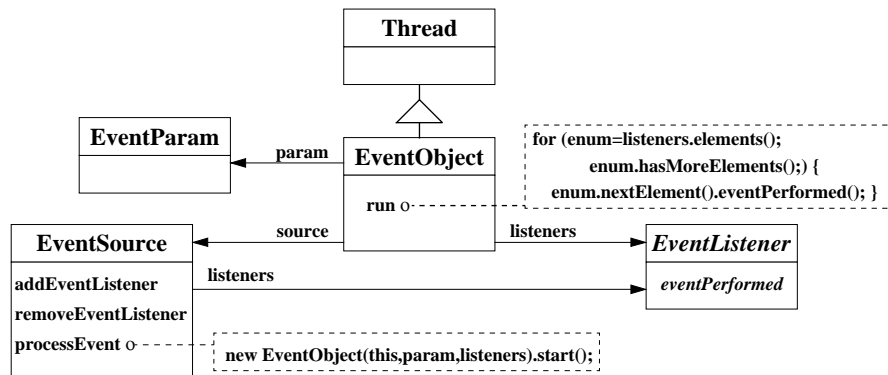 Thread
EventParam
param
EventObject
run o
for (enum=listeners.elements();
enum.hasMoreElements();) {
enum.nextElement().eventPerformed(); }
source
listeners
EventSource
addEventListener
removeEventListener
processEvent o
listeners
EventListener
eventPerformed
new EventObject(this,param,listeners).start();